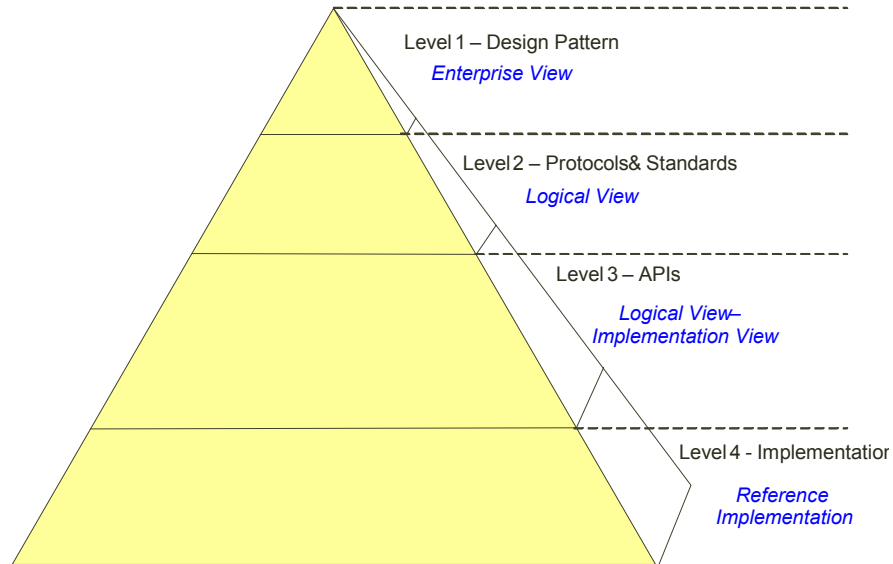 Level 1 – Design Pattern
Enterprise View
Level 2 – Protocols& Standards
Logical View
Level 3 – APIs
Logical View–
Implementation View
Level 4 - Implementation
Reference
Implementation